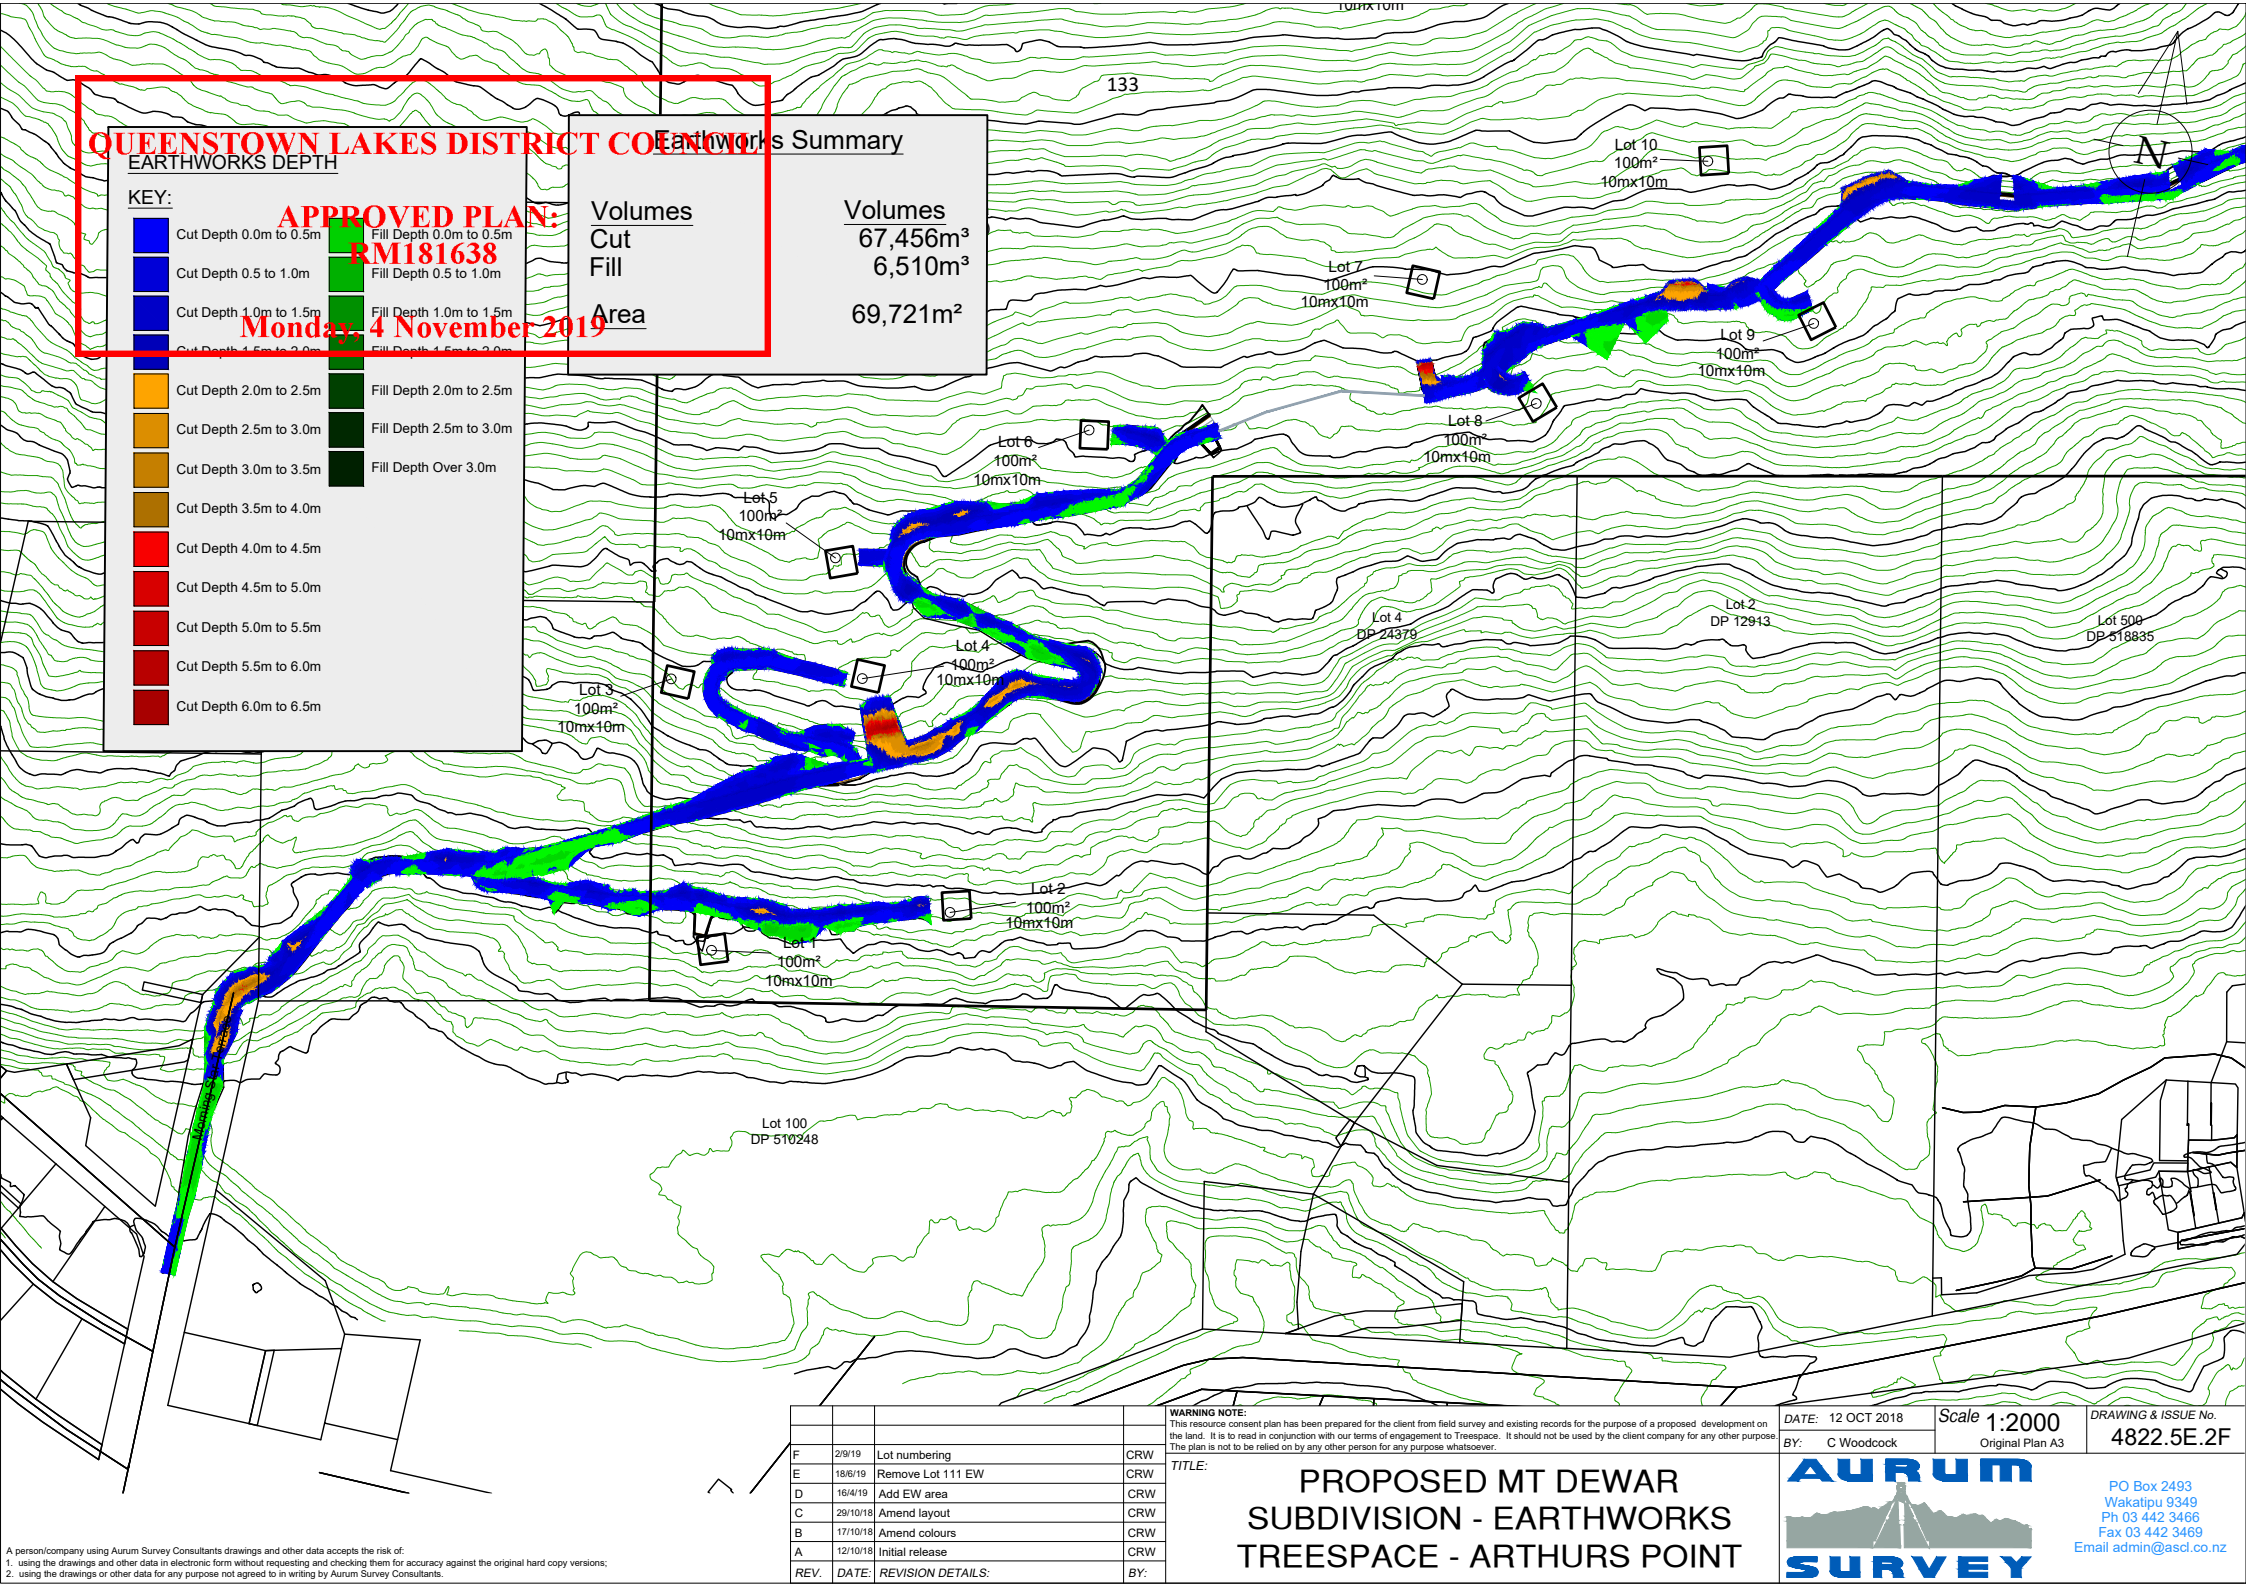 10mx10m
133
QUEENSTOWN LAKES DISTRICT COUNCIL
APPROVED PLAN:
RM181638
Monday, 4 November 2019
EARTHWORKS DEPTH
KEY:
Cut Depth 0.0m to 0.5m
Cut Depth 0.5 to 1.0m
Cut Depth 1.0m to 1.5m
Cut Depth 1.5m to 2.0m
Cut Depth 2.0m to 2.5m
Cut Depth 2.5m to 3.0m
Cut Depth 3.0m to 3.5m
Cut Depth 3.5m to 4.0m
Cut Depth 4.0m to 4.5m
Cut Depth 4.5m to 5.0m
Cut Depth 5.0m to 5.5m
Cut Depth 5.5m to 6.0m
Cut Depth 6.0m to 6.5m
Fill Depth 0.0m to 0.5m
Fill Depth 0.5 to 1.0m
Fill Depth 1.0m to 1.5m
Fill Depth 1.5m to 2.0m
Fill Depth 2.0m to 2.5m
Fill Depth 2.5m to 3.0m
Fill Depth Over 3.0m
Earthworks Summary
Volumes Volumes
Cut 67,456m³
Fill 6,510m³
Area 69,721m²
N
Lot 10
100m²
10mx10m
Lot 7
100m²
10mx10m
Lot 9
100m²
10mx10m
Lot 8
100m²
10mx10m
Lot 6
100m²
10mx10m
Lot 5
100m²
10mx10m
Lot 4
100m²
10mx10m
Lot 3
100m²
10mx10m
Lot 2
100m²
10mx10m
Lot 1
100m²
10mx10m
Lot 4
DP 24379
Lot 2
DP 12913
Lot 500
DP 518835
Lot 100
DP 510248
Morning
A person/company using Aurum Survey Consultants drawings and other data accepts the risk of:
1. using the drawings and other data in electronic form without requesting and checking them for accuracy against the original hard copy versions;
2. using the drawings or other data for any purpose not agreed to in writing by Aurum Survey Consultants.
F 2/9/19 Lot numbering CRW
E 18/6/19 Remove Lot 111 EW CRW
D 16/4/19 Add EW area CRW
C 29/10/18 Amend layout CRW
B 17/10/18 Amend colours CRW
A 12/10/18 Initial release CRW
REV. DATE: REVISION DETAILS: BY:
WARNING NOTE:
This resource consent plan has been prepared for the client from field survey and existing records for the purpose of a proposed development on
the land. It is to read in conjunction with our terms of engagement to Treespace. It should not be used by the client company for any other purpose.
The plan is not to be relied on by any other person for any purpose whatsoever.
TITLE:
PROPOSED MT DEWAR
SUBDIVISION - EARTHWORKS
TREESPACE - ARTHURS POINT
DATE: 12 OCT 2018
BY: C Woodcock
Scale 1:2000
Original Plan A3
DRAWING & ISSUE No.
4822.5E.2F
AURUM
SURVEY
PO Box 2493
Wakatipu 9349
Ph 03 442 3466
Fax 03 442 3469
Email admin@ascl.co.nz